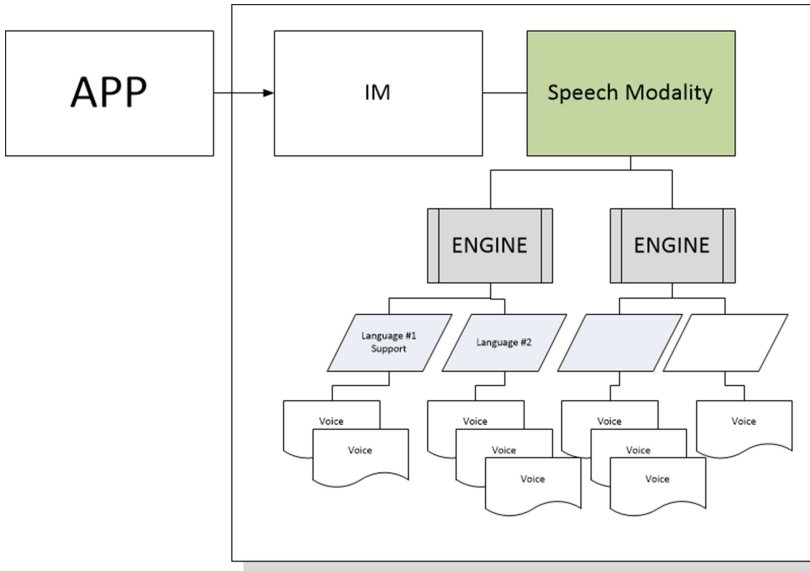 APP
IM
Speech Modality
ENGINE
ENGINE
Language #1
Support
Language #2
Voice
Voice
Voice
Voice
Voice
Voice
Voice
Voice
Voice